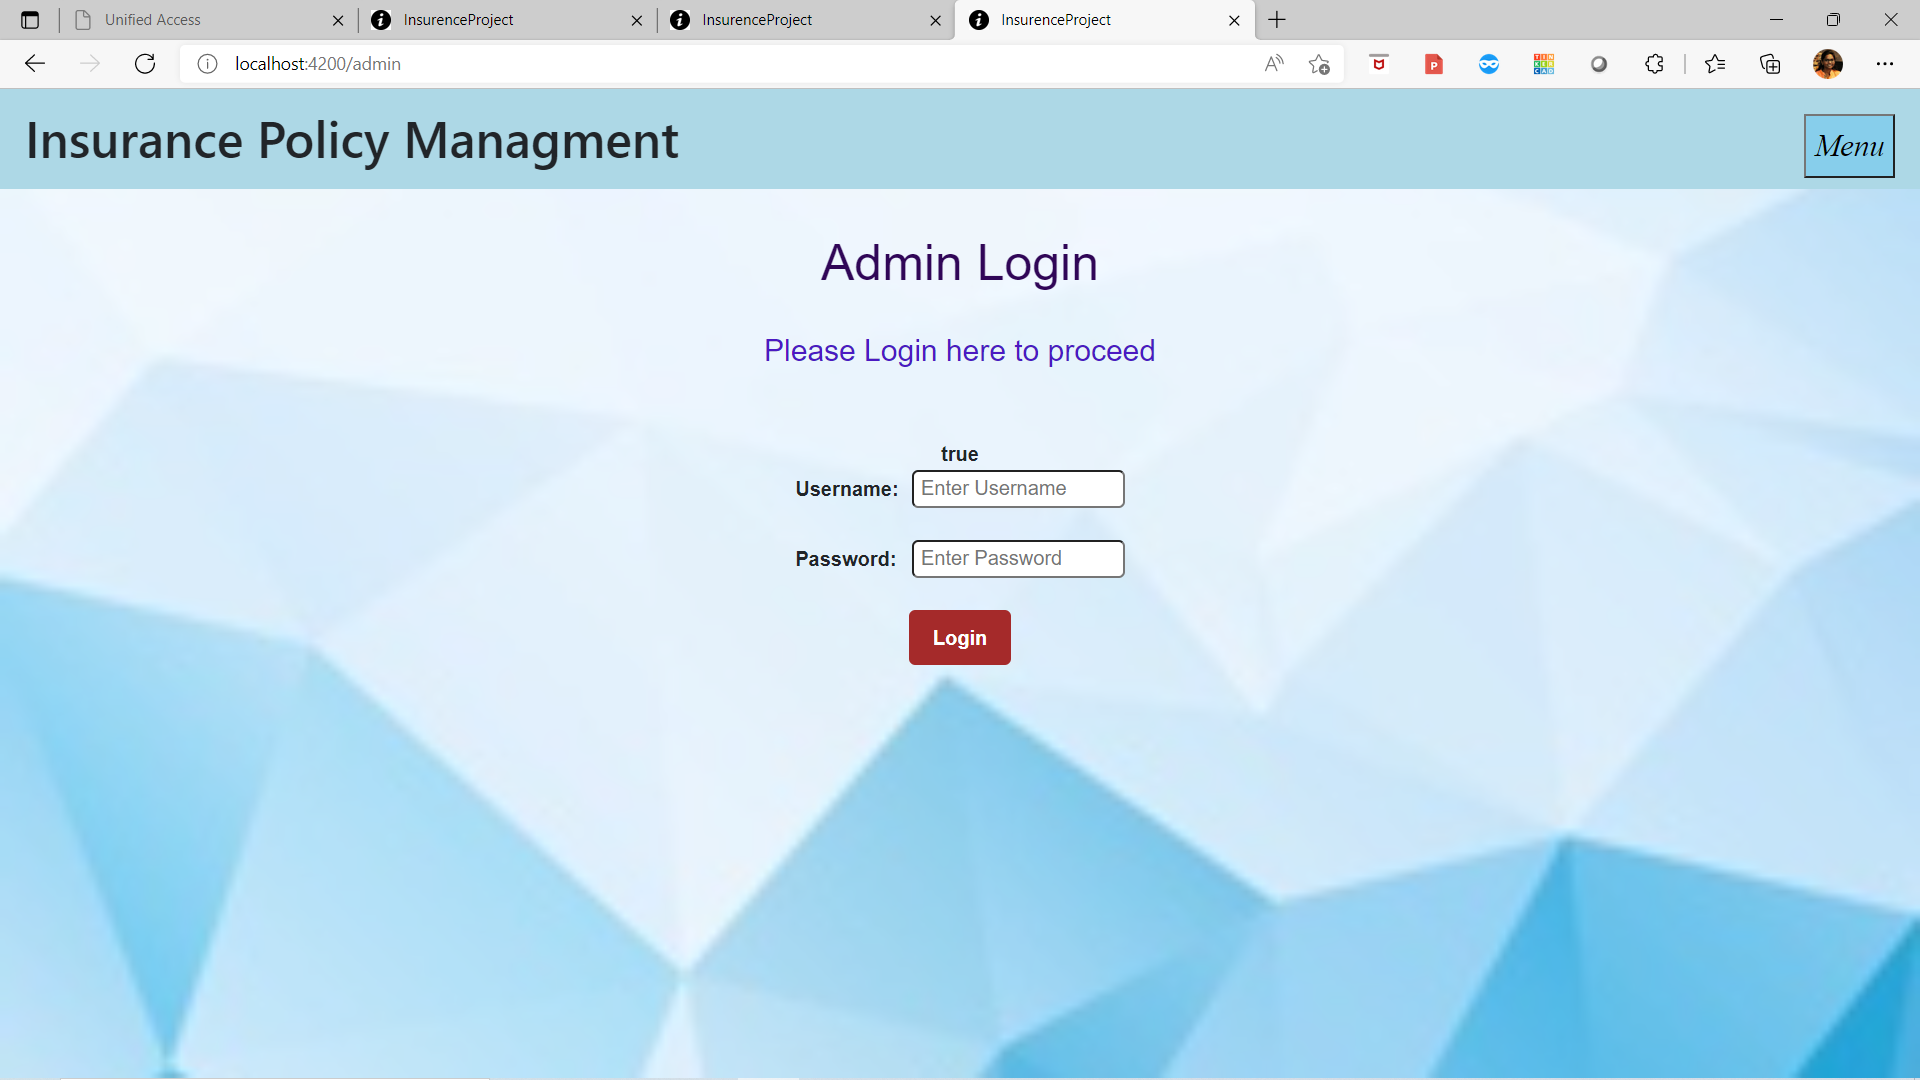 Unified Access
InsurenceProject
InsurenceProject
InsurenceProject
localhost:4200/admin
Insurance Policy Managment
Menu
Admin Login
Please Login here to proceed
true
Username: Enter Username
Password: Enter Password
Login